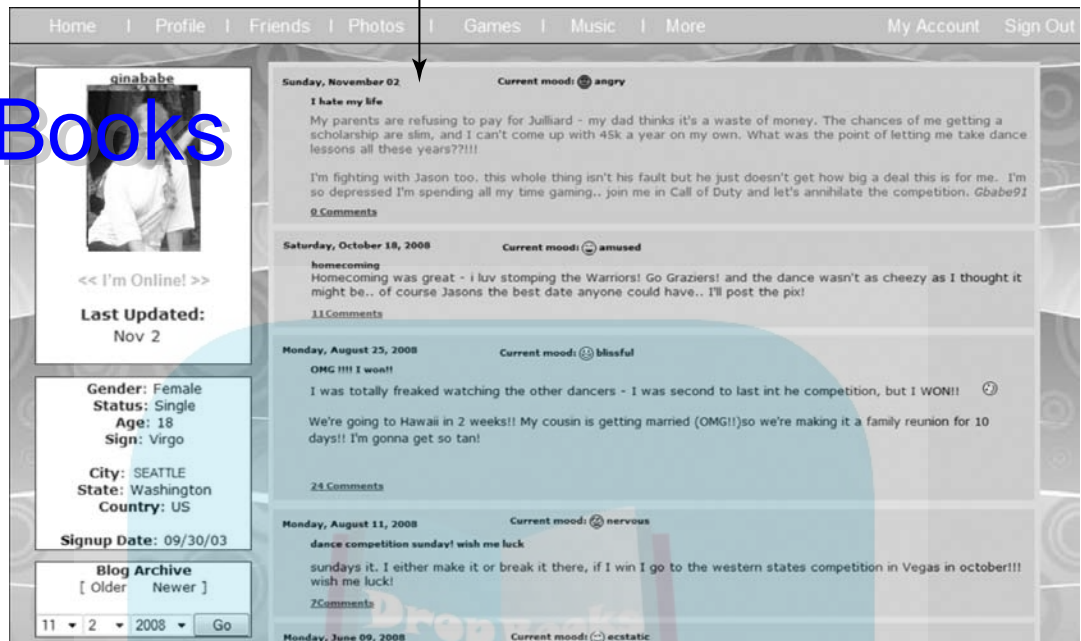 Home | Profile | Friends | Photos | Games | Music | More My Account Sign Out
Books
ginababe
<< I'm Online! >>
Last Updated:
Nov 2
Gender: Female
Status: Single
Age: 18
Sign: Virgo
City: SEATTLE
State: Washington
Country: US
Signup Date: 09/30/03
Blog Archive
[ Older Newer ]
11 2 2008 Go
Sunday, November 02 Current mood: angry
I hate my life
My parents are refusing to pay for Juilliard - my dad thinks it's a waste of money. The chances of me getting a
scholarship are slim, and I can't come up with 45k a year on my own. What was the point of letting me take dance
lessons all these years??!!!
I'm fighting with Jason too. this whole thing isn't his fault but he just doesn't get how big a deal this is for me. I'm
so depressed I'm spending all my time gaming.. join me in Call of Duty and let's annihilate the competition. Gbabe91
0 Comments
Saturday, October 18, 2008 Current mood: amused
homecoming
Homecoming was great - i luv stomping the Warriors! Go Graziers! and the dance wasn't as cheezy as I thought it
might be.. of course Jasons the best date anyone could have.. I'll post the pix!
11Comments
Monday, August 25, 2008 Current mood: blissful
OMG !!!! I won!!
I was totally freaked watching the other dancers - I was second to last int he competition, but I WON!!
We're going to Hawaii in 2 weeks!! My cousin is getting married (OMG!!)so we're making it a family reunion for 10
days!! I'm gonna get so tan!
24 Comments
Monday, August 11, 2008 Current mood: nervous
dance competition sunday! wish me luck
sundays it. I either make it or break it there, if I win I go to the western states competition in Vegas in october!!!
wish me luck!
7Comments
Drop Books
Monday, June 09, 2008 Current mood: ecstatic